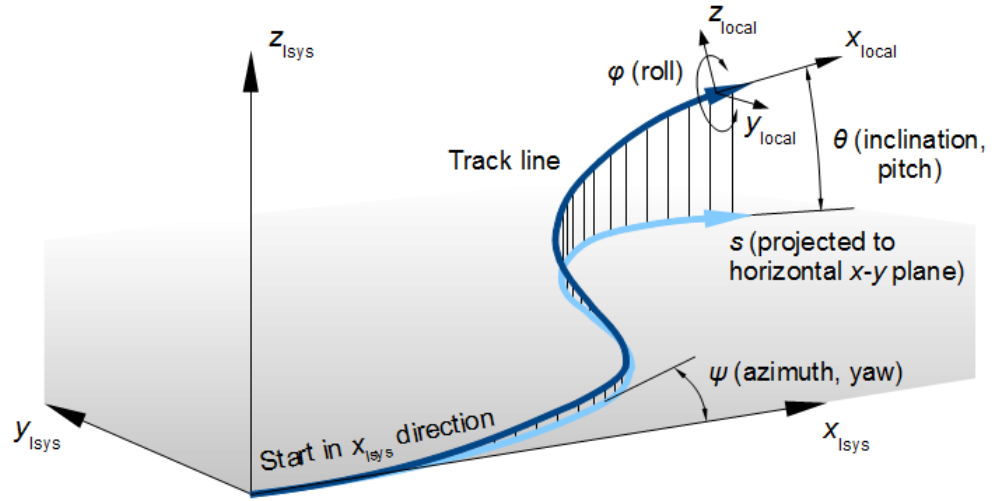 z_local
z_lsys
x_local
φ (roll)
y_local
Track line
θ (inclination,
pitch)
s (projected to
horizontal x-y plane)
ψ (azimuth, yaw)
y_lsys
x_lsys
Start in x_lsys direction